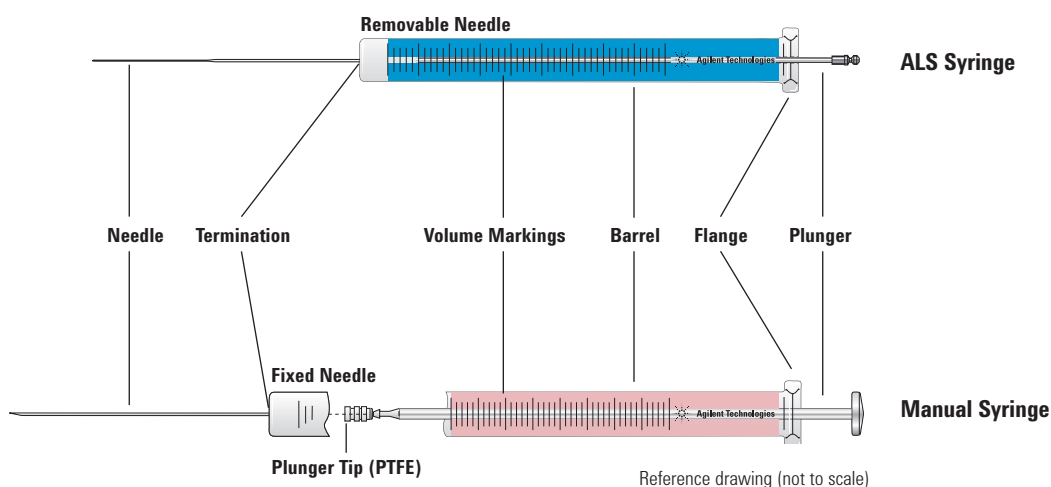 Removable Needle
Agilent Technologies
ALS Syringe
Needle
Termination
Volume Markings
Barrel
Flange
Plunger
Fixed Needle
Agilent Technologies
Manual Syringe
Plunger Tip (PTFE)
Reference drawing (not to scale)